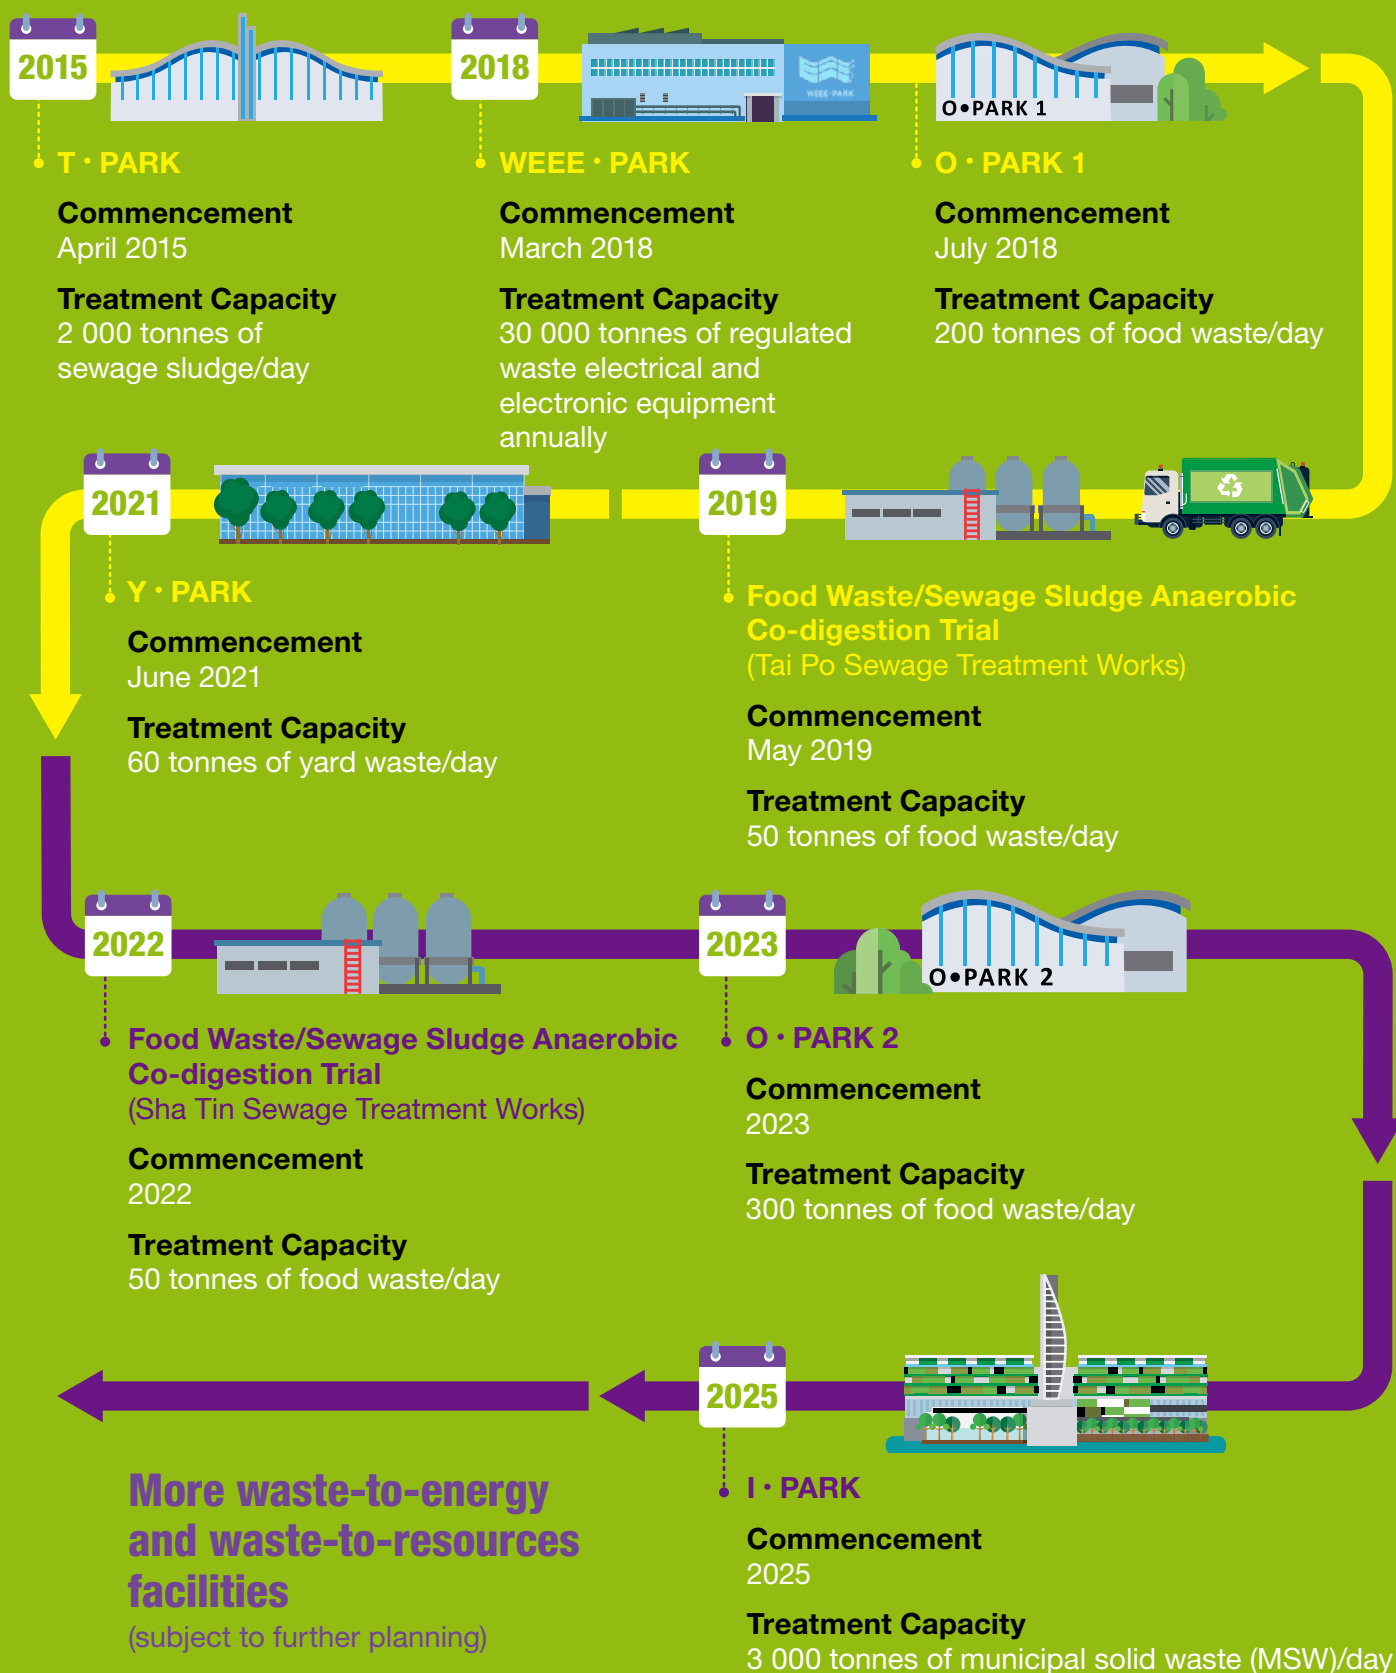 2015
2018
WEEE·PARK
O•PARK 1
T • PARK
Commencement
April 2015
Treatment Capacity
2 000 tonnes of
sewage sludge/day
WEEE • PARK
Commencement
March 2018
Treatment Capacity
30 000 tonnes of regulated
waste electrical and
electronic equipment
annually
O • PARK 1
Commencement
July 2018
Treatment Capacity
200 tonnes of food waste/day
2021
2019
Y • PARK
Commencement
June 2021
Treatment Capacity
60 tonnes of yard waste/day
Food Waste/Sewage Sludge Anaerobic
Co-digestion Trial
(Tai Po Sewage Treatment Works)
Commencement
May 2019
Treatment Capacity
50 tonnes of food waste/day
2022
2023
O•PARK 2
Food Waste/Sewage Sludge Anaerobic
Co-digestion Trial
(Sha Tin Sewage Treatment Works)
Commencement
2022
Treatment Capacity
50 tonnes of food waste/day
O • PARK 2
Commencement
2023
Treatment Capacity
300 tonnes of food waste/day
2025
More waste-to-energy
and waste-to-resources
facilities
(subject to further planning)
I • PARK
Commencement
2025
Treatment Capacity
3 000 tonnes of municipal solid waste (MSW)/day